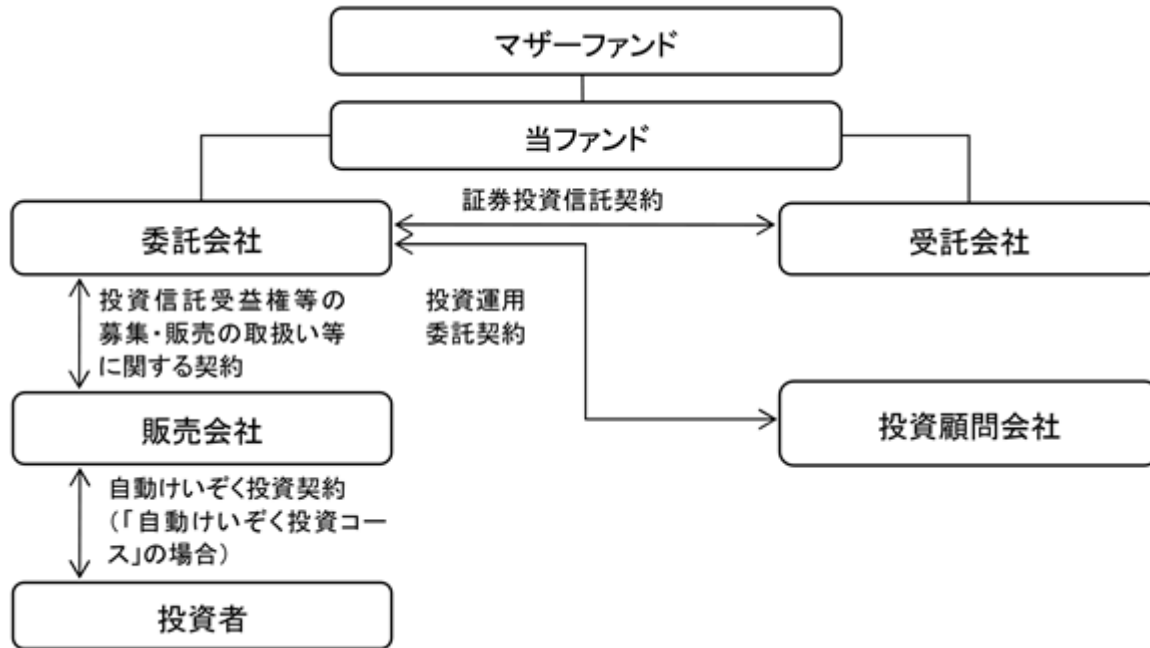 マザーファンド
当ファンド
証券投資信託契約
委託会社
受託会社
投資信託受益権等の
募集・販売の取扱い等
に関する契約
投資運用
委託契約
販売会社
投資顧問会社
自動けいぞく投資契約
(「自動けいぞく投資コー
ス」の場合)
投資者